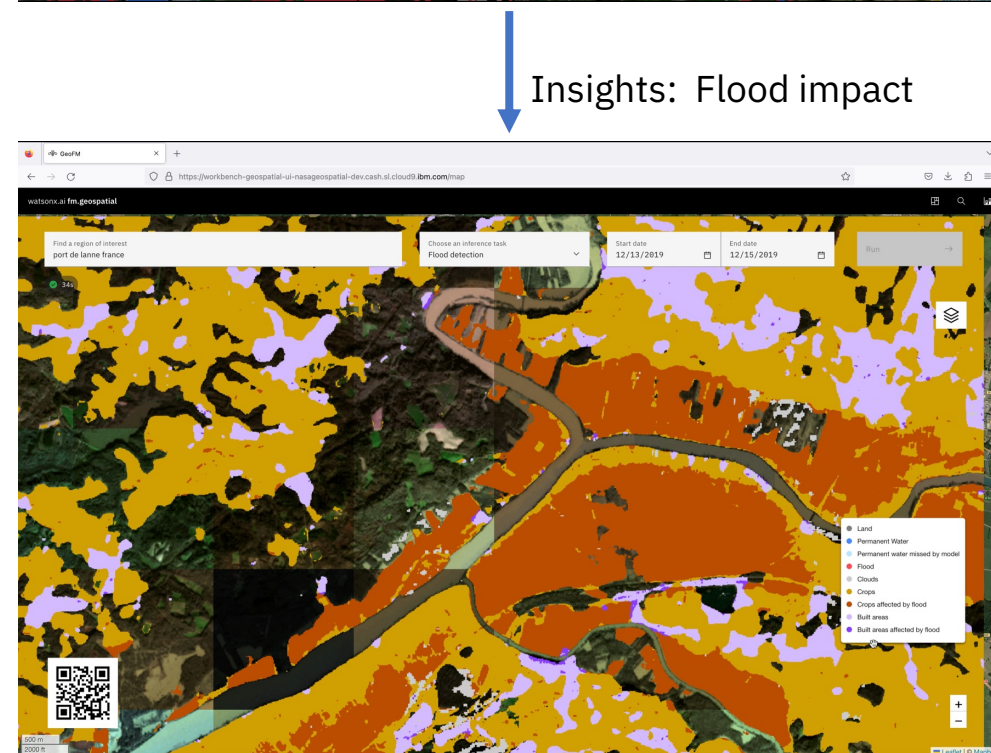 Insights: Flood impact
GeoFM
https://workbench-geospatial-ui-nasageospatial-dev.cash.sl.cloud9.ibm.com/map
watsonx.ai fm.geospatial
Find a region of interest
port de lanne france
Choose an inference task
Flood detection
Start date
12/13/2019
End date
12/15/2019
Run
34s
Land
Permanent Water
Permanent water missed by model
Flood
Clouds
Crops
Crops affected by flood
Built areas
Built areas affected by flood
+
−
500 m
2000 ft
Leaflet | ©